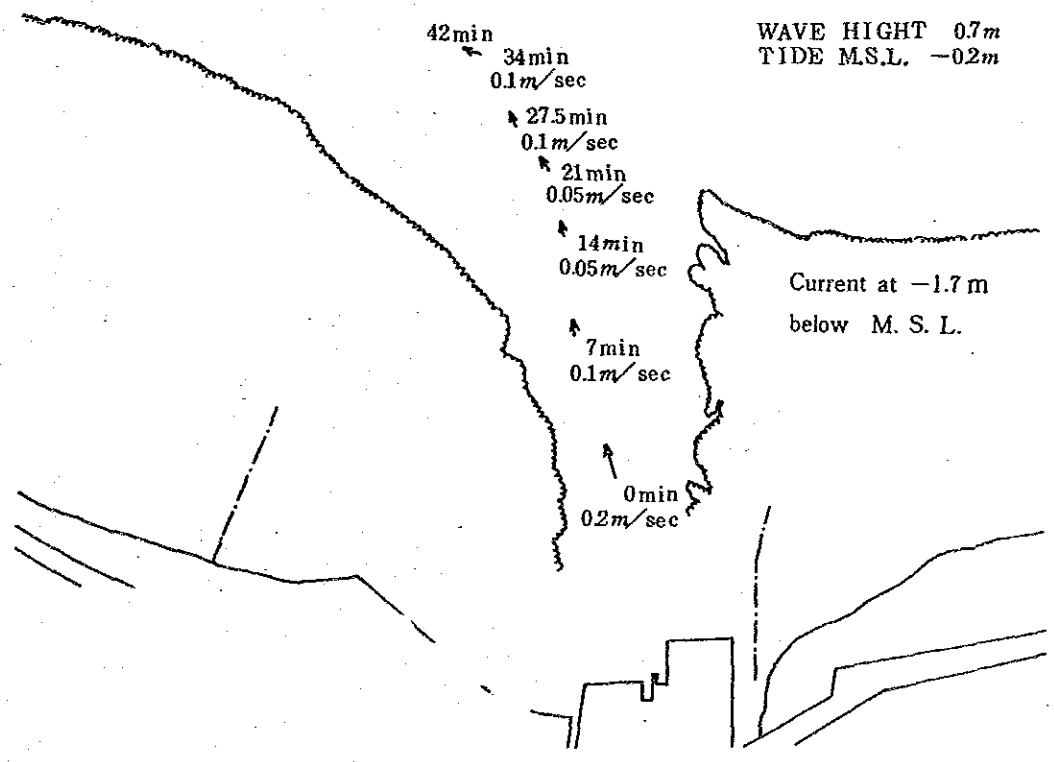 WAVE HIGHT 0.7m
TIDE M.S.L. −0.2m
42min
34min
0.1m/sec
27.5min
0.1m/sec
21min
0.05m/sec
14min
0.05m/sec
Current at −1.7 m
below M. S. L.
7min
0.1m/sec
0min
0.2m/sec